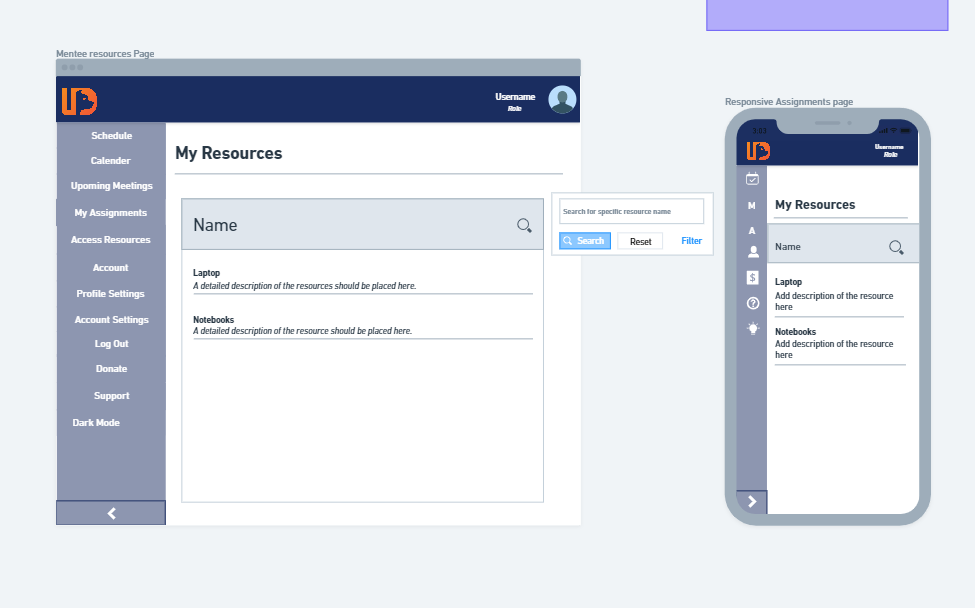 Mentee resources Page
Username
Role
Schedule
Calender
Upoming Meetings
My Assignments
Access Resources
Account
Profile Settings
Account Settings
Log Out
Donate
Support
Dark Mode
My Resources
Name
Laptop
A detailed description of the resources should be placed here.
Notebooks
A detailed description of the resource should be placed here.
Search for specific resource name
Search
Reset
Filter
Responsive Assignments page
3:03
Username
Role
M
A
$
?
My Resources
Name
Laptop
Add description of the resource
here
Notebooks
Add description of the resource
here